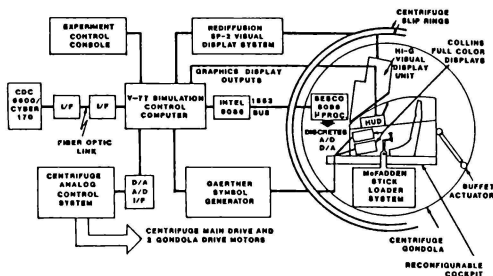 EXPERIMENT
CONTROL
CONSOLE
REDIFFUSION
SP-2 VISUAL
DISPLAY SYSTEM
CENTRIFUGE
SLIP RINGS
COLLINS
FULL COLOR
DISPLAYS
HI-G
VISUAL
DISPLAY
UNIT
GRAPHICS DISPLAY
OUTPUTS
CDC
6600/
CYBER
170
I/F
I/F
FIBER OPTIC
LINK
V-77 SIMULATION
CONTROL
COMPUTER
INTEL
8086
1553
BUS
SESCO
8086
μPROC.
DISCRETES
A/D
D/A
HUD
CENTRIFUGE
ANALOG
CONTROL
SYSTEM
D/A
A/D
I/F
GAERTNER
SYMBOL
GENERATOR
McFADDEN
STICK
LOADER
SYSTEM
BUFFET
ACTUATOR
CENTRIFUGE MAIN DRIVE AND
2 GONDOLA DRIVE MOTORS
CENTRIFUGE
GONDOLA
RECONFIGURABLE
COCKPIT